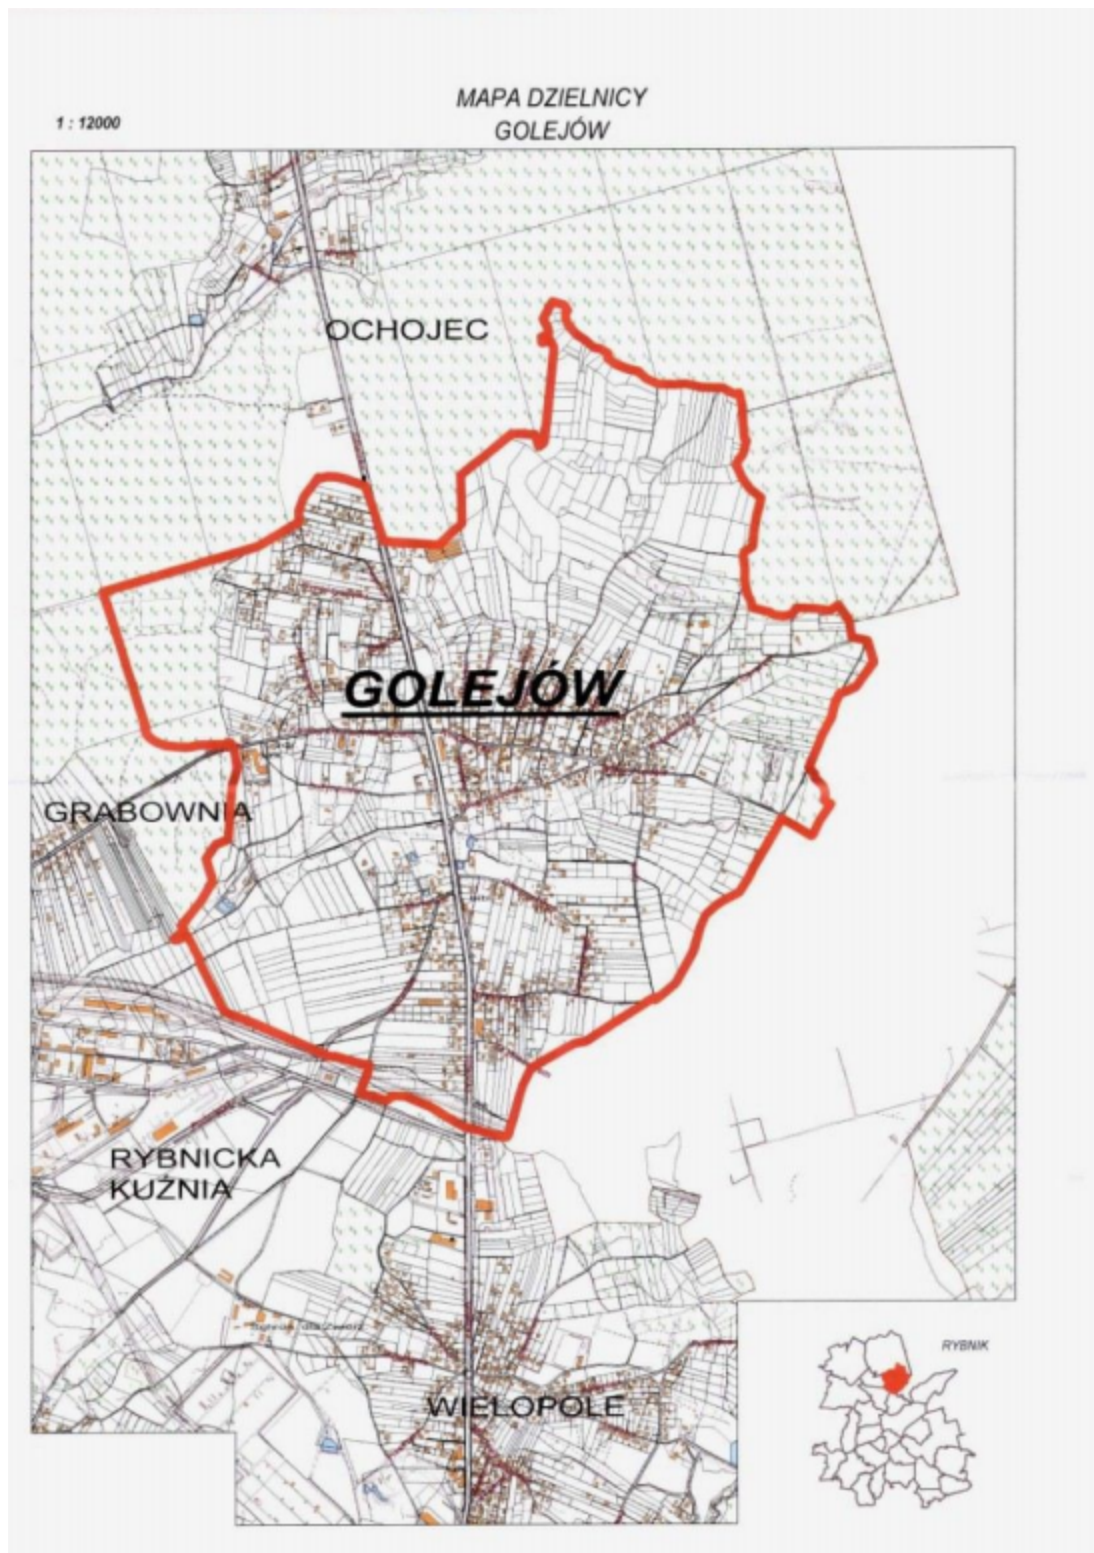 MAPA DZIELNICY
1 : 12000
GOLEJÓW
OCHOJEC
GOLEJÓW
GRABOWNIA
RYBNICKA
KUŹNIA
RYBNIK
WIELOPOLE